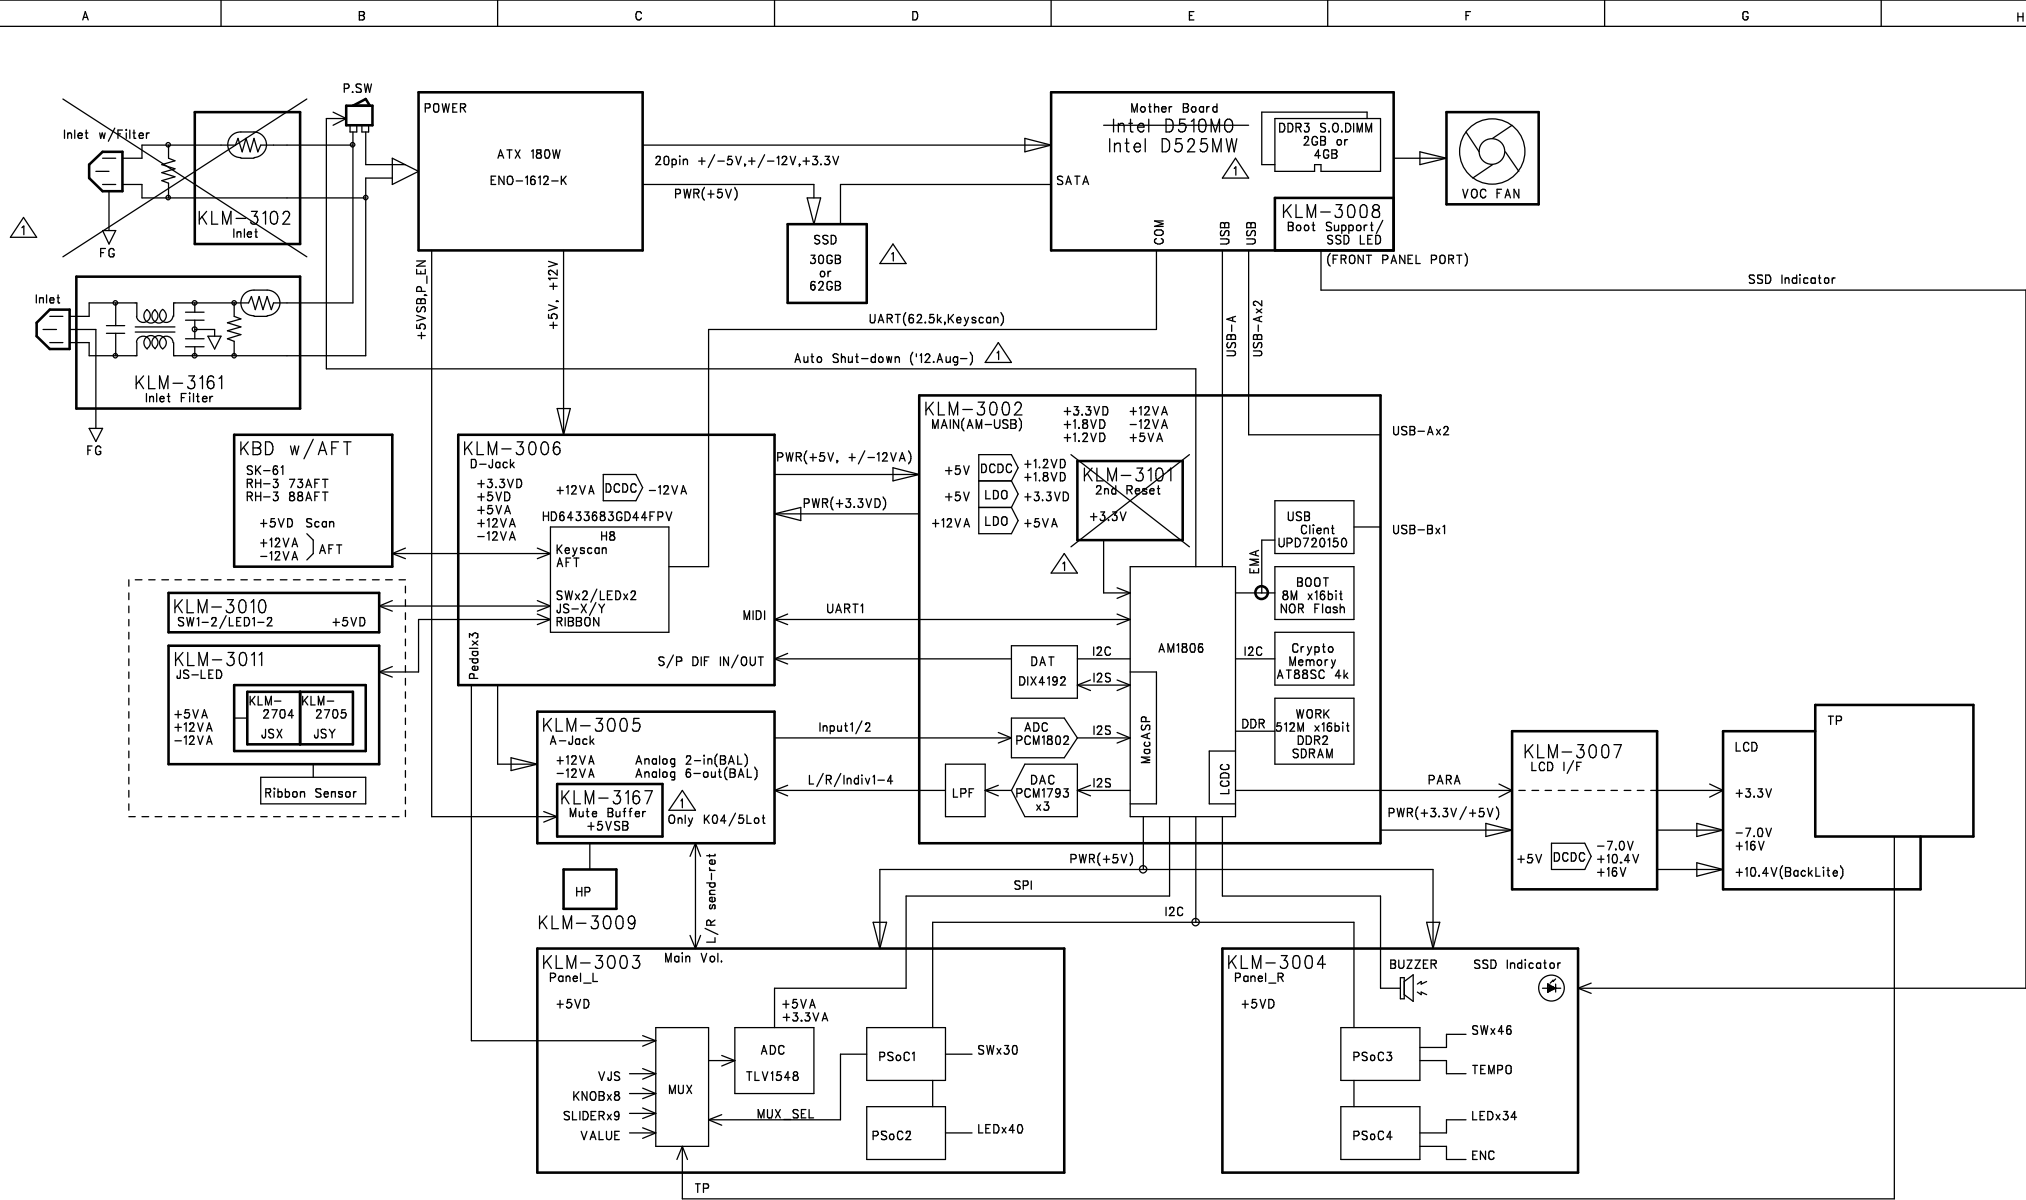 A B C D E F G H
P.SW
Inlet w/Filter
KLM-3102
Inlet
FG
1
Inlet
KLM-3161
Inlet Filter
FG
POWER
ATX 180W
ENO-1612-K
20pin +/-5V,+/-12V,+3.3V
PWR(+5V)
+5VSB,P_EN
+5V, +12V
SSD
30GB
or
62GB
1
Mother Board
Intel D510MO
Intel D525MW
1
DDR3 S.O.DIMM
2GB or
4GB
SATA
COM
USB
USB
KLM-3008
Boot Support/
SSD LED
(FRONT PANEL PORT)
VOC FAN
SSD Indicator
UART(62.5k,Keyscan)
Auto Shut-down ('12.Aug-)
1
USB-A
USB-Ax2
KBD w/AFT
SK-61
RH-3 73AFT
RH-3 88AFT
+5VD Scan
+12VA
-12VA
AFT
KLM-3010
SW1-2/LED1-2
+5VD
KLM-3011
JS-LED
+5VA
+12VA
-12VA
KLM-
2704
JSX
KLM-
2705
JSY
Ribbon Sensor
KLM-3006
D-Jack
+3.3VD
+5VD
+5VA
+12VA
-12VA
+12VA
DCDC
-12VA
HD6433683GD44FPV
H8
Keyscan
AFT
SWx2/LEDx2
JS-X/Y
RIBBON
MIDI
S/P DIF IN/OUT
Pedalx3
PWR(+5V, +/-12VA)
PWR(+3.3VD)
UART1
KLM-3002
MAIN(AM-USB)
+3.3VD
+1.8VD
+1.2VD
+12VA
-12VA
+5VA
+5V
DCDC
+1.2VD
+1.8VD
+5V
LDO
+3.3VD
+12VA
LDO
+5VA
KLM-3101
2nd Reset
+3.3V
1
USB-Ax2
USB
Client
UPD720150
USB-Bx1
EMA
BOOT
8M x16bit
NOR Flash
AM1806
I2C
Crypto
Memory
AT88SC 4k
DDR
WORK
512M x16bit
DDR2
SDRAM
MacASP
LCDC
DAT
DIX4192
I2C
I2S
ADC
PCM1802
I2S
LPF
DAC
PCM1793
x3
I2S
KLM-3005
A-Jack
+12VA
-12VA
Analog 2-in(BAL)
Analog 6-out(BAL)
KLM-3167
Mute Buffer
+5VSB
1
Only K04/5Lot
Input1/2
L/R/Indiv1-4
HP
KLM-3009
L/R send-ret
PARA
PWR(+3.3V/+5V)
KLM-3007
LCD I/F
+5V
DCDC
-7.0V
+10.4V
+16V
LCD
+3.3V
-7.0V
+16V
+10.4V(BackLite)
TP
PWR(+5V)
SPI
I2C
KLM-3003
Panel_L
+5VD
Main Vol.
+5VA
+3.3VA
ADC
TLV1548
MUX
VJS
KNOBx8
SLIDERx9
VALUE
MUX SEL
PSoC1
SWx30
PSoC2
LEDx40
TP
KLM-3004
Panel_R
+5VD
BUZZER
SSD Indicator
PSoC3
SWx46
TEMPO
PSoC4
LEDx34
ENC